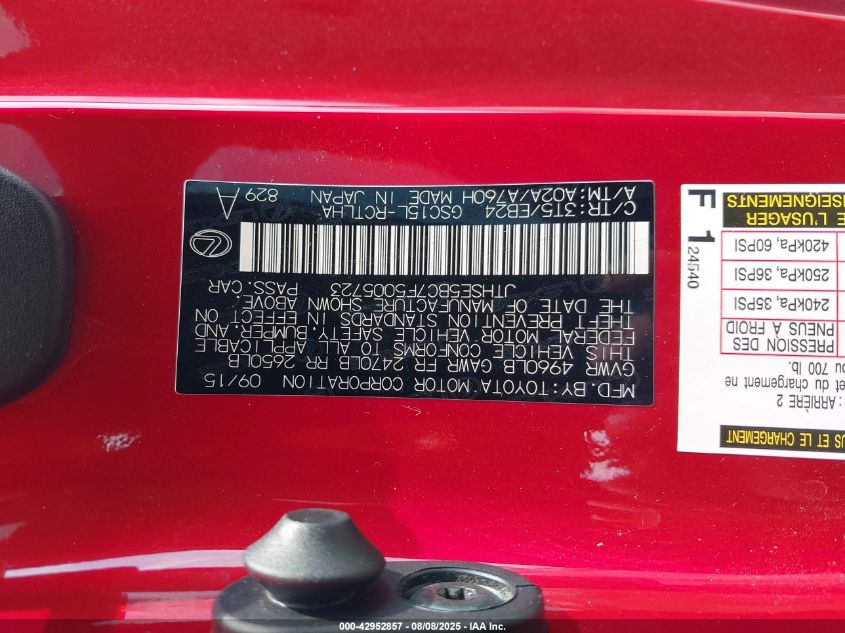 MFD. BY: TOYOTA MOTOR CORPORATION 09/15
GVWR 4960LB GAWR FR 2470LB RR 2650LB
THIS VEHICLE CONFORMS TO ALL APPLICABLE
FEDERAL MOTOR VEHICLE SAFETY, BUMPER, AND
THEFT PREVENTION STANDARDS IN EFFECT ON
THE DATE OF MANUFACTURE SHOWN ABOVE.
JTHSE5BC7F5005723 PASS. CAR
C/TR: 3T5/EB24 GSC15L-RCTLHA 829
A/TM: A02A/A760H MADE IN JAPAN A
US ET LE CHARGEMENT
: ARRIÈRE 2
et du chargement ne
ou 700 lb.
PRESSION DES
PNEUS À FROID
240kPa, 35PSI
250kPa, 36PSI
420kPa, 60PSI
E L'USAGER
NSEIGNEMENTS
F 1 24540
000-42952857 - 08/08/2025 - IAA Inc.